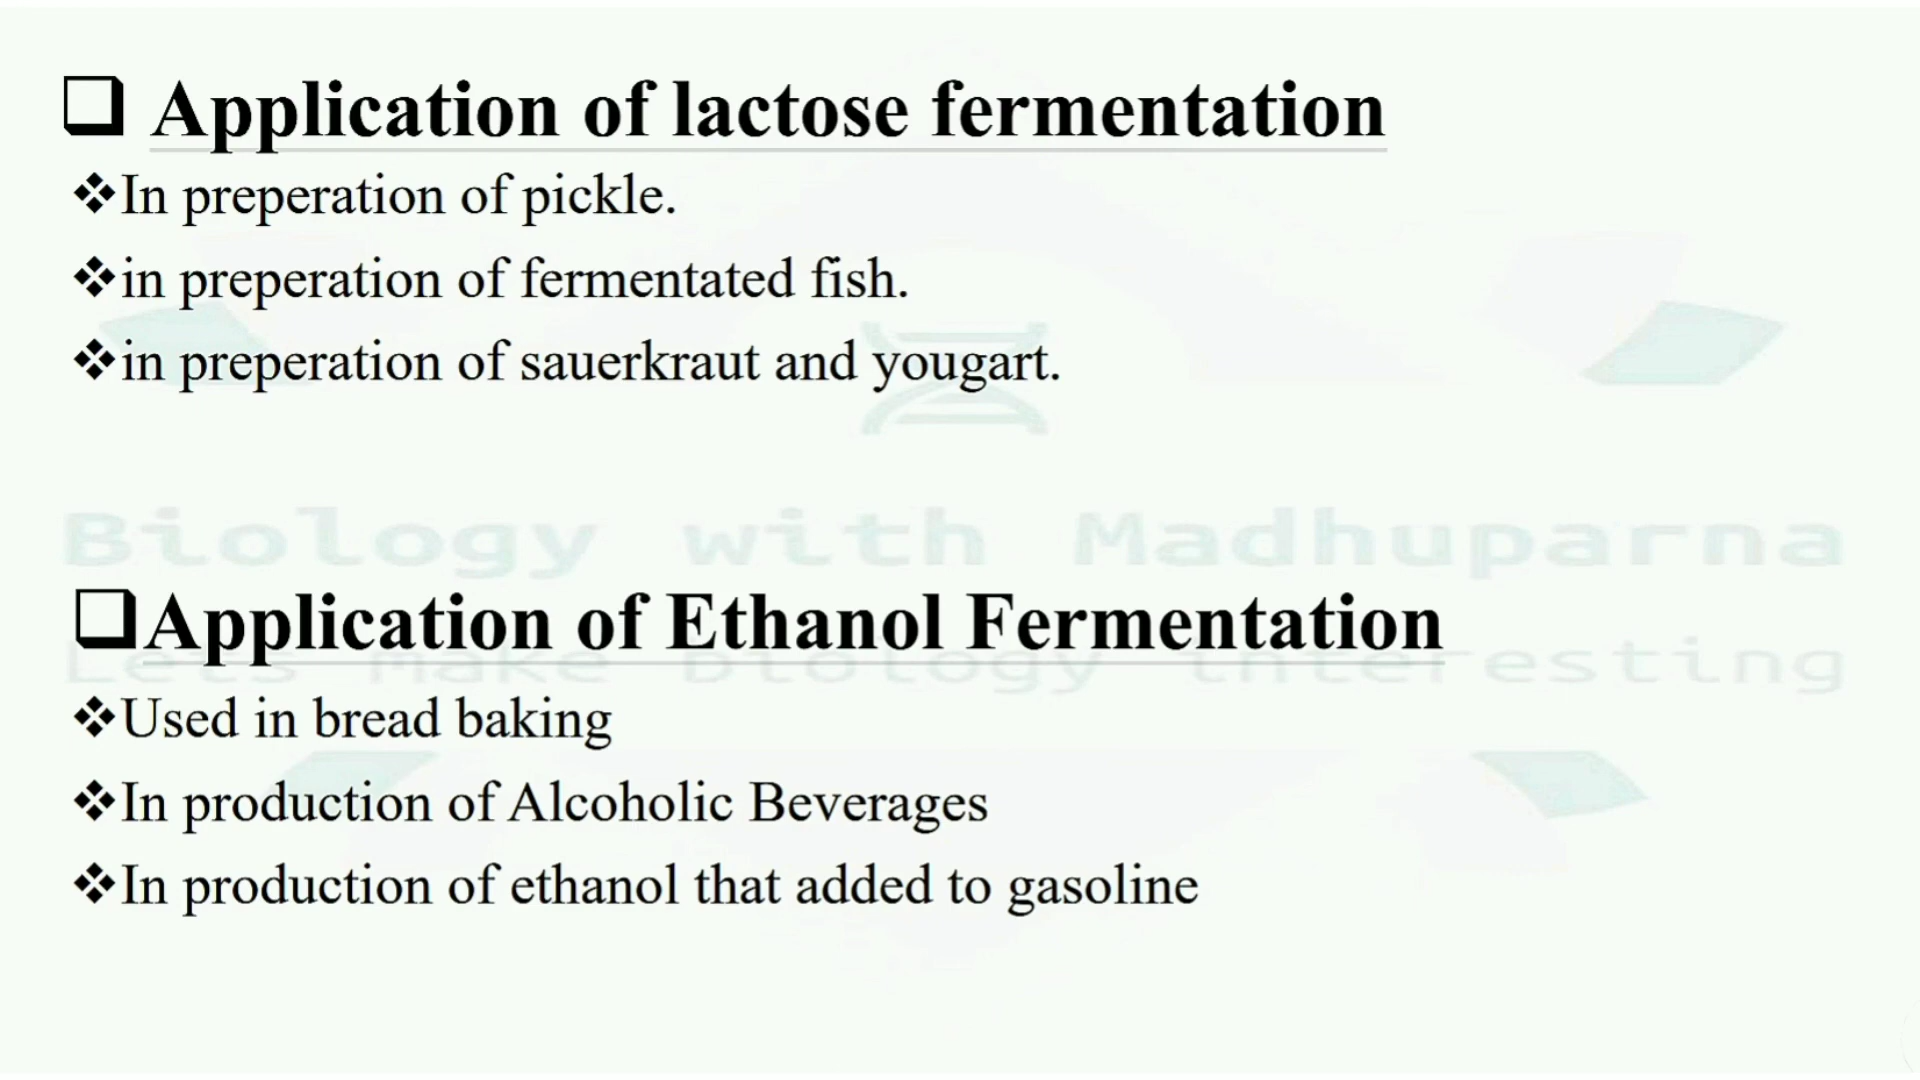 Application of lactose fermentation
In preperation of pickle.
in preperation of fermentated fish.
in preperation of sauerkraut and yougart.
Biology with Madhuparna
Application of Ethanol Fermentation
Lets make biology interesting
Used in bread baking
In production of Alcoholic Beverages
In production of ethanol that added to gasoline